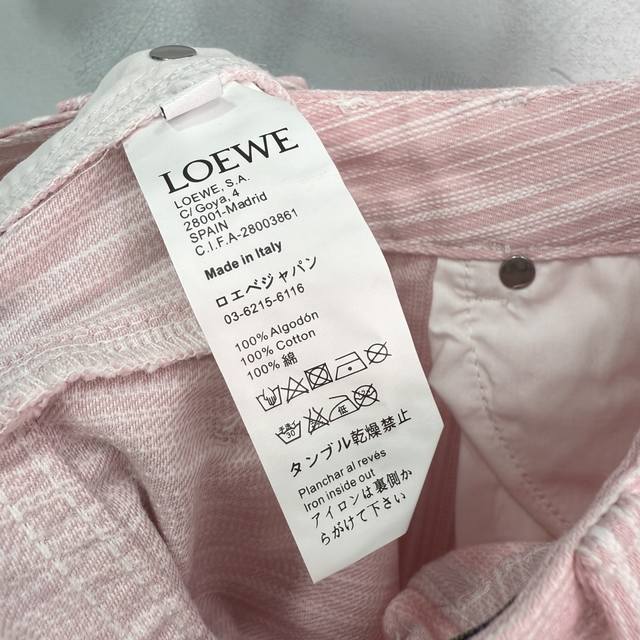 LOEWE
LOEWE, S.A.
C/ Goya, 4
28001-Madrid
SPAIN
C.I.F.A-28003861
Made in Italy
ロエベジャパン
03-6215-6116
100% Algodón
100% Cotton
100% 綿
30 低
タンブル乾燥禁止
Planchar al revés
Iron inside out
アイロンは裏側か
らがけて下さい